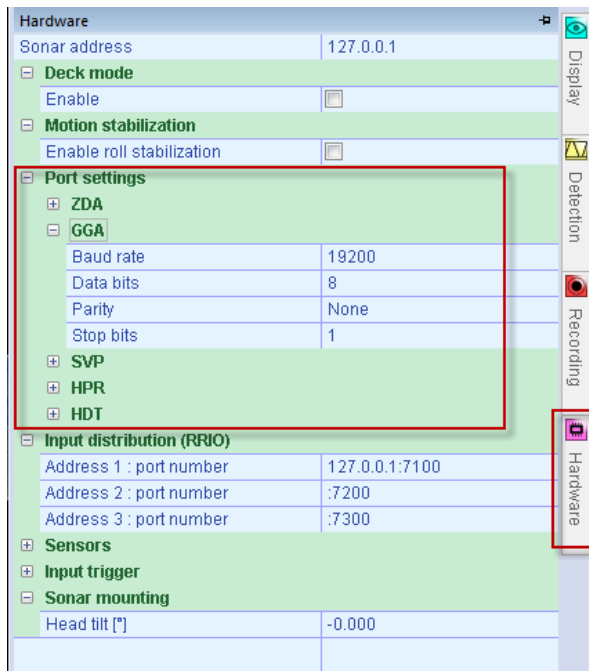 Hardware
Sonar address 127.0.0.1
Deck mode
Enable
Motion stabilization
Enable roll stabilization
Port settings
ZDA
GGA
Baud rate 19200
Data bits 8
Parity None
Stop bits 1
SVP
HPR
HDT
Input distribution (RRIO)
Address 1 : port number 127.0.0.1:7100
Address 2 : port number :7200
Address 3 : port number :7300
Sensors
Input trigger
Sonar mounting
Head tilt [°] -0.000
Display
Detection
Recording
Hardware